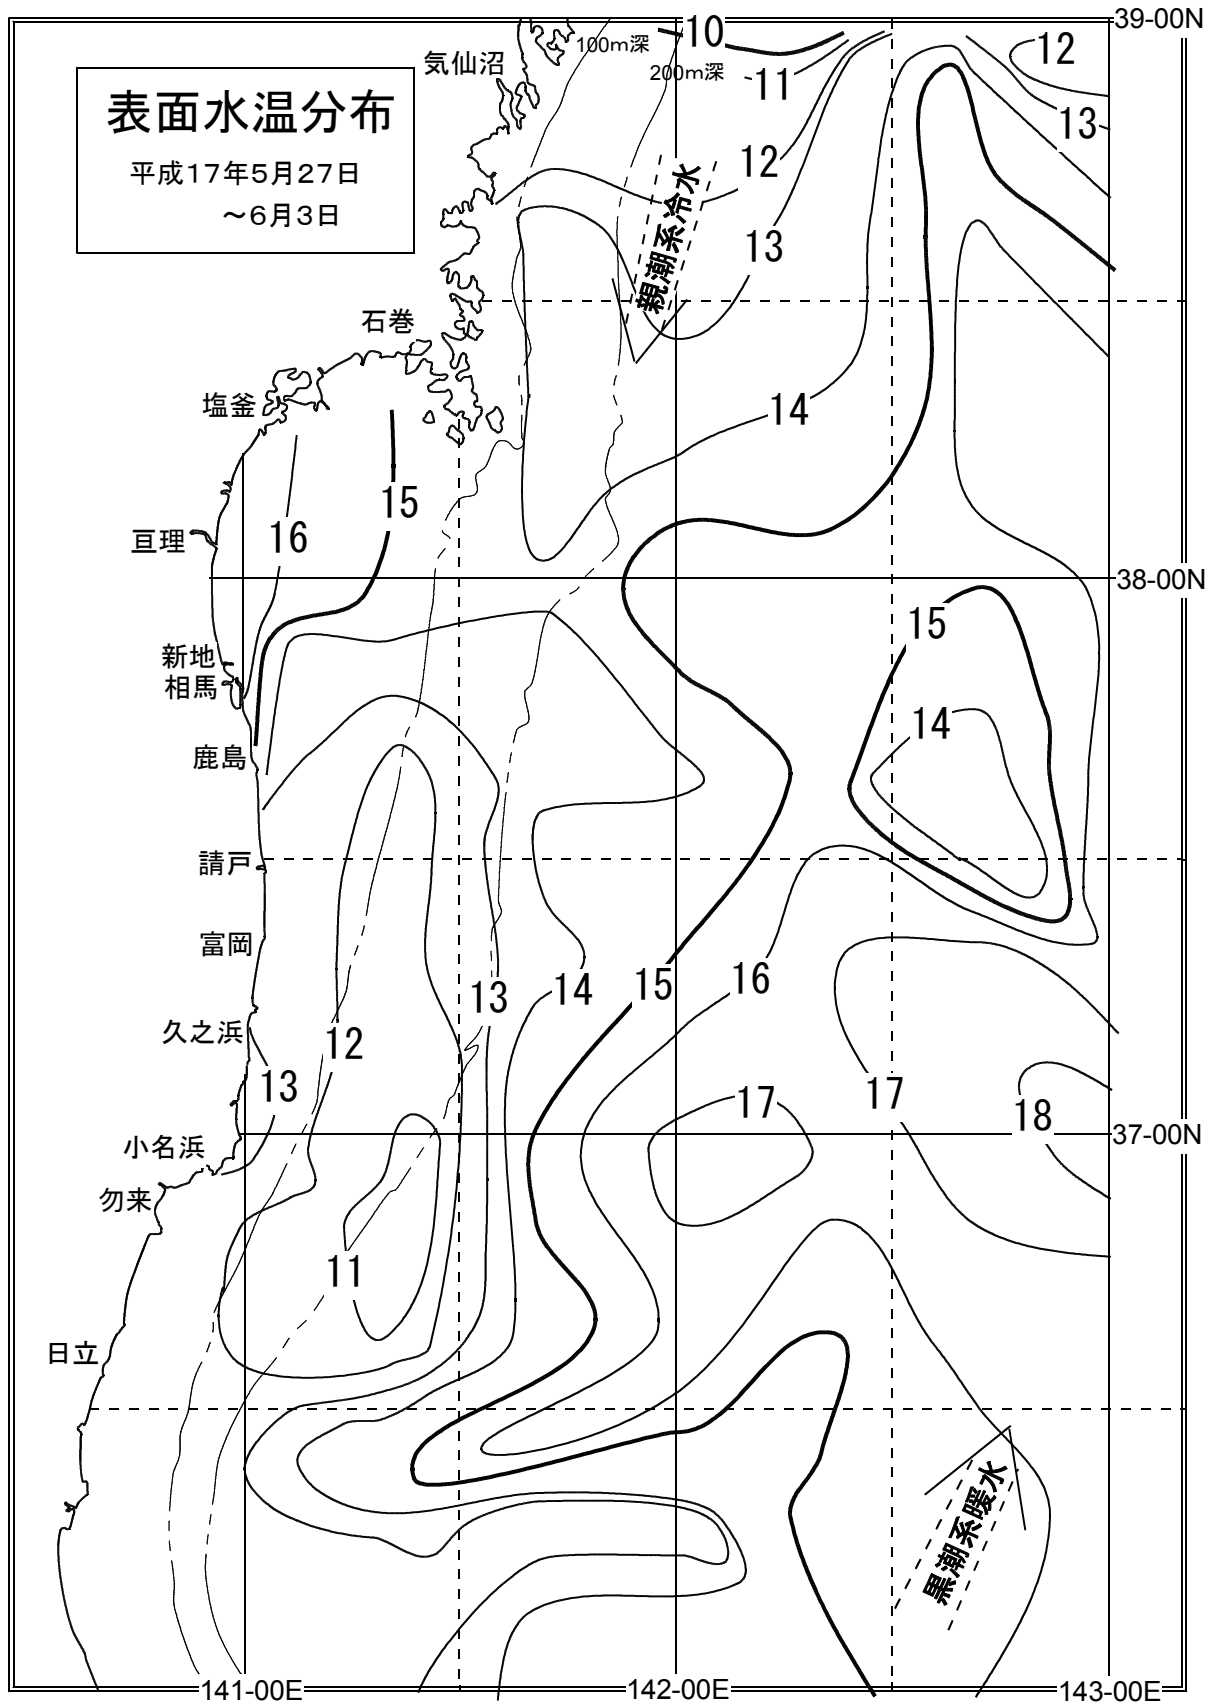 39-00N
100m深
10
気仙沼
12
200m深
11
表面水温分布
13
平成17年5月27日
～6月3日
12
親潮系冷水
13
石巻
塩釜
14
15
16
亘理
38-00N
15
新地
相馬
14
鹿島
請戸
富岡
13
14
15
16
久之浜
12
13
17
17
18
小名浜
37-00N
勿来
11
日立
黒潮系暖水
141-00E
142-00E
143-00E